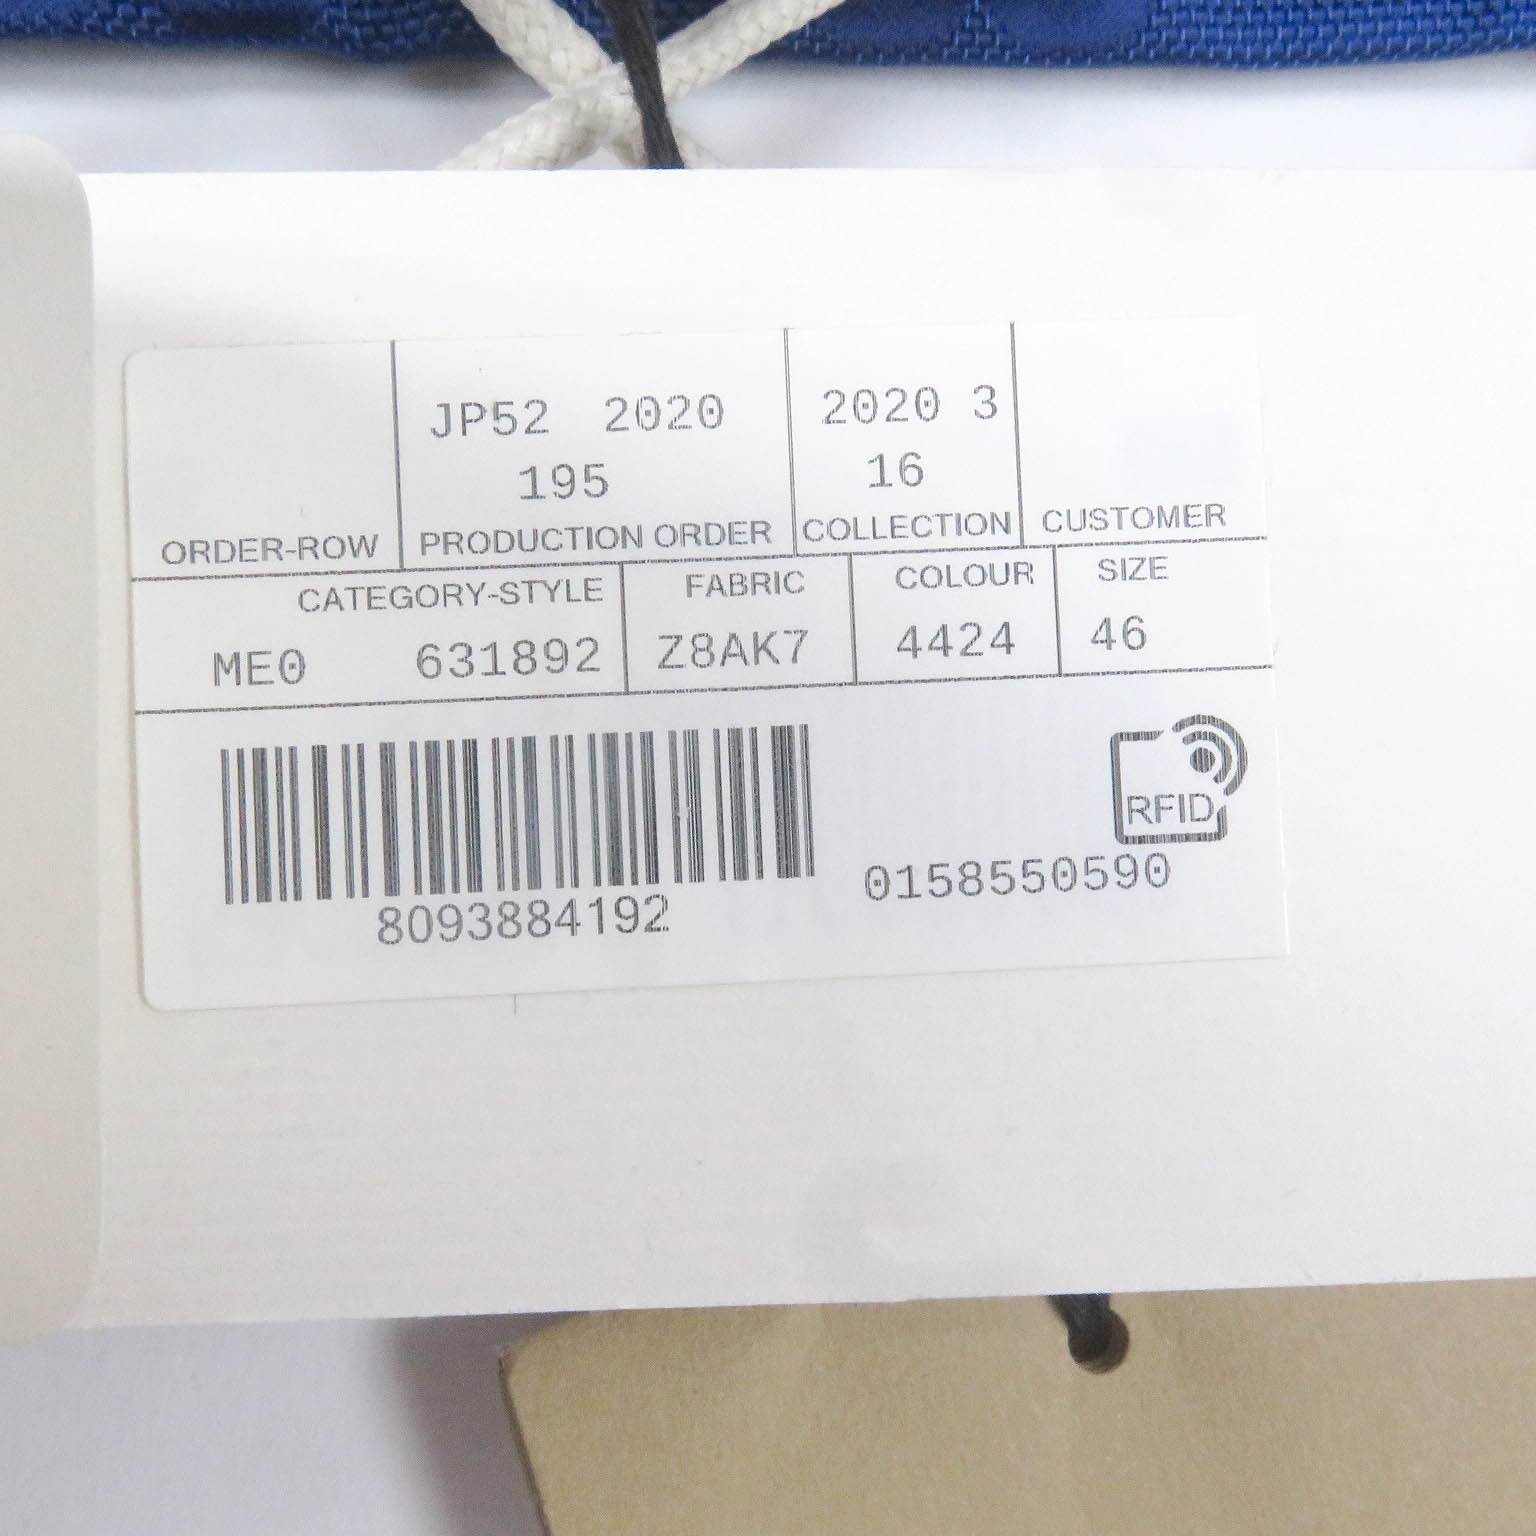 JP52 2020
195
2020 3
16
ORDER-ROW
PRODUCTION ORDER
COLLECTION
CUSTOMER
CATEGORY-STYLE
FABRIC
COLOUR
SIZE
ME0 631892
Z8AK7
4424
46
RFID
8093884192
0158550590